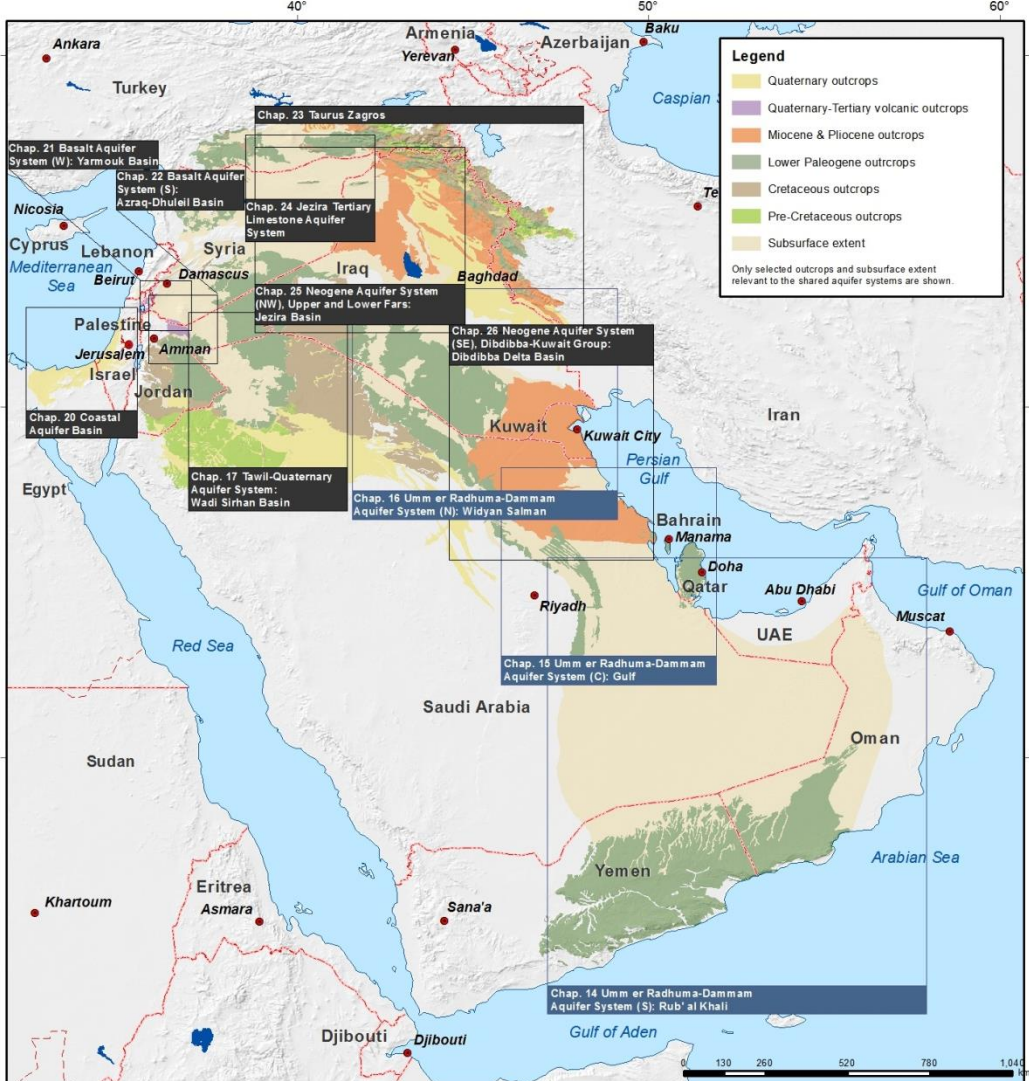 40°
50°
60°
Ankara
Armenia
Yerevan
Azerbaijan
Baku
Turkey
Caspian
Legend
Quaternary outcrops
Quaternary-Tertiary volcanic outcrops
Miocene & Pliocene outcrops
Lower Paleogene outcrops
Cretaceous outcrops
Pre-Cretaceous outcrops
Subsurface extent
Only selected outcrops and subsurface extent
relevant to the shared aquifer systems are shown.
Chap. 23 Taurus Zagros
Chap. 21 Basalt Aquifer
System (W): Yarmouk Basin
Chap. 22 Basalt Aquifer
System (S):
Azraq-Dhuleil Basin
Chap. 24 Jezira Tertiary
Limestone Aquifer
System
Te
Nicosia
Cyprus
Mediterranean
Sea
Lebanon
Beirut
Syria
Damascus
Iraq
Baghdad
Chap. 25 Neogene Aquifer System
(NW), Upper and Lower Fars:
Jezira Basin
Chap. 26 Neogene Aquifer System
(SE), Dibdibba-Kuwait Group:
Dibdibba Delta Basin
Palestine
Jerusalem
Amman
Israel
Jordan
Chap. 20 Coastal
Aquifer Basin
Iran
Kuwait
Kuwait City
Persian
Gulf
Egypt
Chap. 17 Tawil-Quaternary
Aquifer System:
Wadi Sirhan Basin
Chap. 16 Umm er Radhuma-Dammam
Aquifer System (N): Widyan Salman
Bahrain
Manama
Doha
Qatar
Riyadh
Abu Dhabi
Gulf of Oman
Muscat
UAE
Red Sea
Chap. 15 Umm er Radhuma-Dammam
Aquifer System (C): Gulf
Saudi Arabia
Oman
Sudan
Yemen
Arabian Sea
Eritrea
Khartoum
Asmara
Sana'a
Chap. 14 Umm er Radhuma-Dammam
Aquifer System (S): Rub' al Khali
Gulf of Aden
Djibouti
Djibouti
0 130 260 520 780 1,040